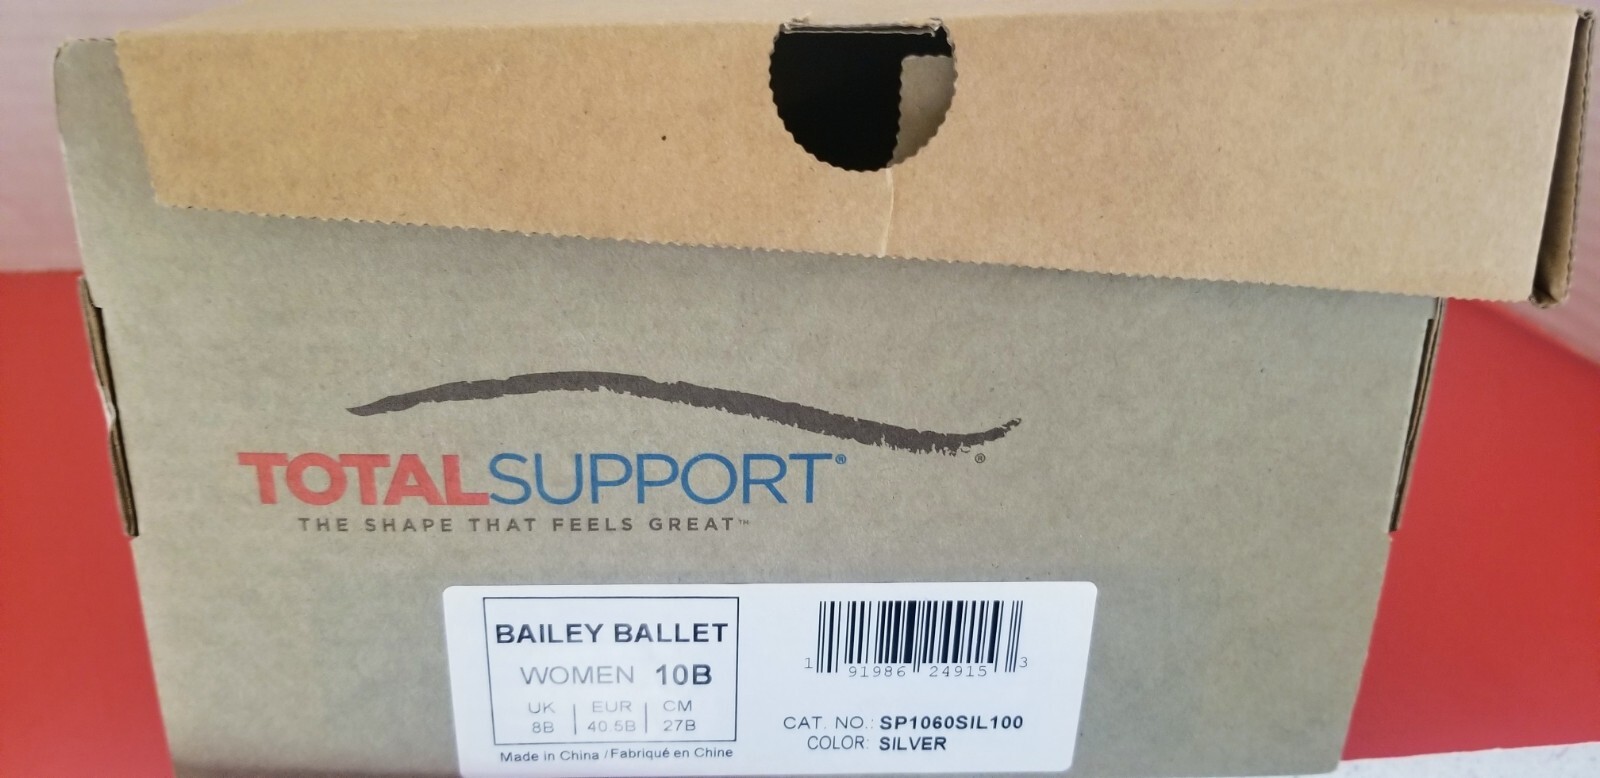 ®
TOTALSUPPORT®
THE SHAPE THAT FEELS GREAT™
BAILEY BALLET
WOMEN 10B
UK | EUR | CM
8B | 40.5B | 27B
Made in China / Fabriqué en Chine
1 91986 24915 3
CAT. NO.: SP1060SIL100
COLOR: SILVER